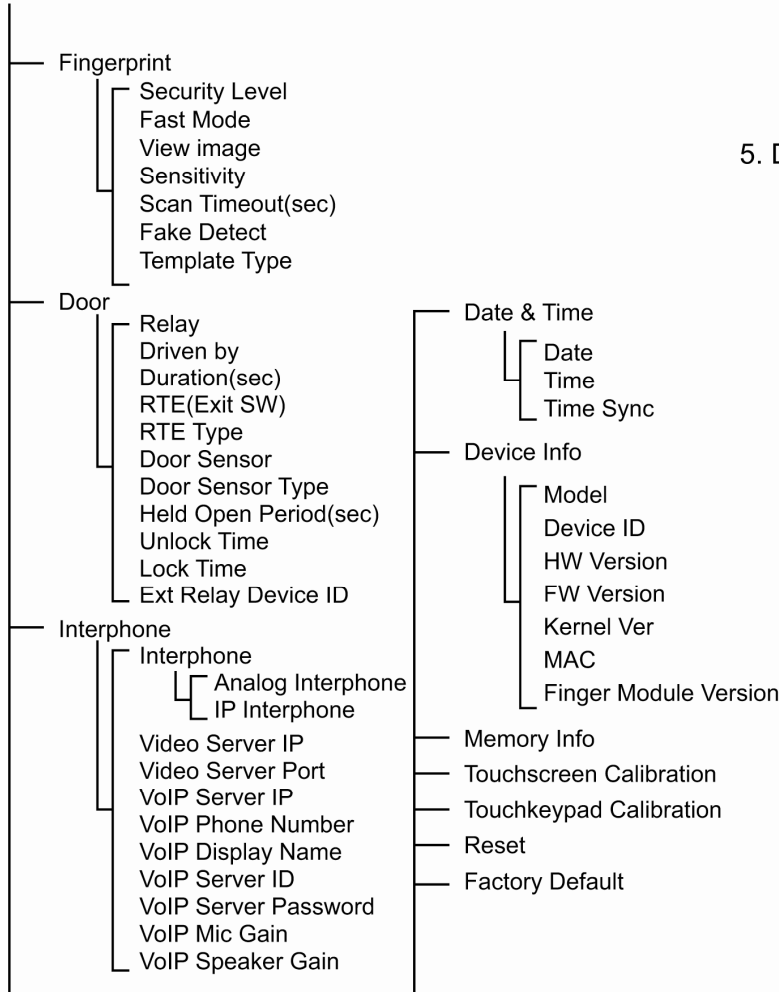 Fingerprint
Security Level
Fast Mode
View image
Sensitivity
Scan Timeout(sec)
Fake Detect
Template Type
Door
Relay
Driven by
Duration(sec)
RTE(Exit SW)
RTE Type
Door Sensor
Door Sensor Type
Held Open Period(sec)
Unlock Time
Lock Time
Ext Relay Device ID
Interphone
Interphone
Analog Interphone
IP Interphone
Video Server IP
Video Server Port
VoIP Server IP
VoIP Phone Number
VoIP Display Name
VoIP Server ID
VoIP Server Password
VoIP Mic Gain
VoIP Speaker Gain
5.
Date & Time
Date
Time
Time Sync
Device Info
Model
Device ID
HW Version
FW Version
Kernel Ver
MAC
Finger Module Version
Memory Info
Touchscreen Calibration
Touchkeypad Calibration
Reset
Factory Default